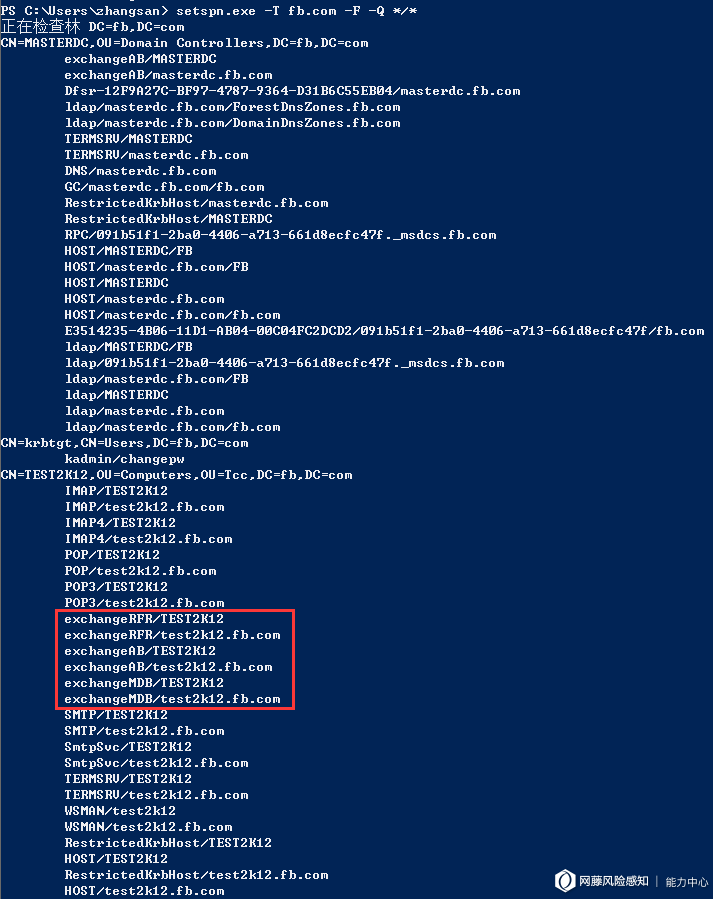 PS C:\Users\zhangsan> setspn.exe -T fb.com -F -Q */*
正在检查林 DC=fb,DC=com
CN=MASTERDC,OU=Domain Controllers,DC=fb,DC=com
exchangeAB/MASTERDC
exchangeAB/masterdc.fb.com
Dfsr-12F9A27C-BF97-4787-9364-D31B6C55EB04/masterdc.fb.com
ldap/masterdc.fb.com/ForestDnsZones.fb.com
ldap/masterdc.fb.com/DomainDnsZones.fb.com
TERMSRV/MASTERDC
TERMSRV/masterdc.fb.com
DNS/masterdc.fb.com
GC/masterdc.fb.com/fb.com
RestrictedKrbHost/masterdc.fb.com
RestrictedKrbHost/MASTERDC
RPC/091b51f1-2ba0-4406-a713-661d8ecfc47f._msdcs.fb.com
HOST/MASTERDC/FB
HOST/masterdc.fb.com/FB
HOST/MASTERDC
HOST/masterdc.fb.com
HOST/masterdc.fb.com/fb.com
E3514235-4B06-11D1-AB04-00C04FC2DCD2/091b51f1-2ba0-4406-a713-661d8ecfc47f/fb.com
ldap/MASTERDC/FB
ldap/091b51f1-2ba0-4406-a713-661d8ecfc47f._msdcs.fb.com
ldap/masterdc.fb.com/FB
ldap/MASTERDC
ldap/masterdc.fb.com
ldap/masterdc.fb.com/fb.com
CN=krbtgt,CN=Users,DC=fb,DC=com
kadmin/changepw
CN=TEST2K12,OU=Computers,OU=Tcc,DC=fb,DC=com
IMAP/TEST2K12
IMAP/test2k12.fb.com
IMAP4/TEST2K12
IMAP4/test2k12.fb.com
POP/TEST2K12
POP/test2k12.fb.com
POP3/TEST2K12
POP3/test2k12.fb.com
exchangeRFR/TEST2K12
exchangeRFR/test2k12.fb.com
exchangeAB/TEST2K12
exchangeAB/test2k12.fb.com
exchangeMDB/TEST2K12
exchangeMDB/test2k12.fb.com
SMTP/TEST2K12
SMTP/test2k12.fb.com
SmtpSvc/TEST2K12
SmtpSvc/test2k12.fb.com
TERMSRV/TEST2K12
TERMSRV/test2k12.fb.com
WSMAN/test2k12
WSMAN/test2k12.fb.com
RestrictedKrbHost/TEST2K12
HOST/TEST2K12
RestrictedKrbHost/test2k12.fb.com
HOST/test2k12.fb.com
网藤风险感知 | 能力中心